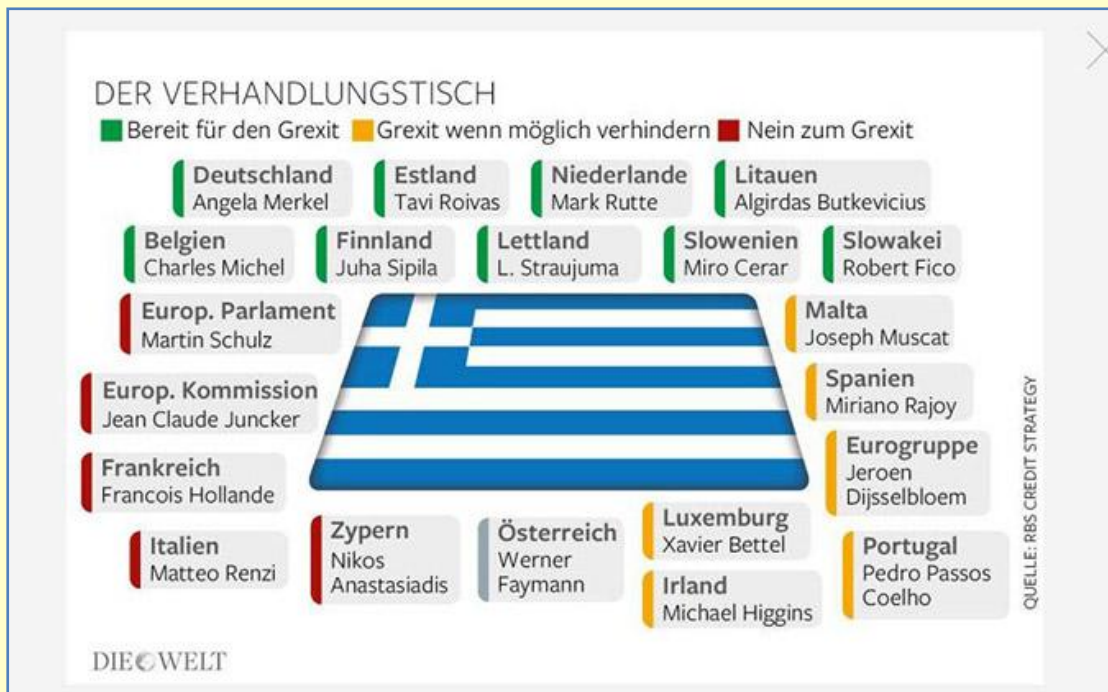 DER VERHANDLUNGSTISCH
Bereit für den Grexit Grexit wenn möglich verhindern Nein zum Grexit
Deutschland
Angela Merkel
Estland
Tavi Roivas
Niederlande
Mark Rutte
Litauen
Algirdas Butkevicius
Belgien
Charles Michel
Finnland
Juha Sipila
Lettland
L. Straujuma
Slowenien
Miro Cerar
Slowakei
Robert Fico
Europ. Parlament
Martin Schulz
Malta
Joseph Muscat
Europ. Kommission
Jean Claude Juncker
Spanien
Miriano Rajoy
Frankreich
Francois Hollande
Eurogruppe
Jeroen
Dijsselbloem
Italien
Matteo Renzi
Zypern
Nikos
Anastasiadis
Österreich
Werner
Faymann
Luxemburg
Xavier Bettel
Irland
Michael Higgins
Portugal
Pedro Passos
Coelho
QUELLE: RBS CREDIT STRATEGY
DIE WELT